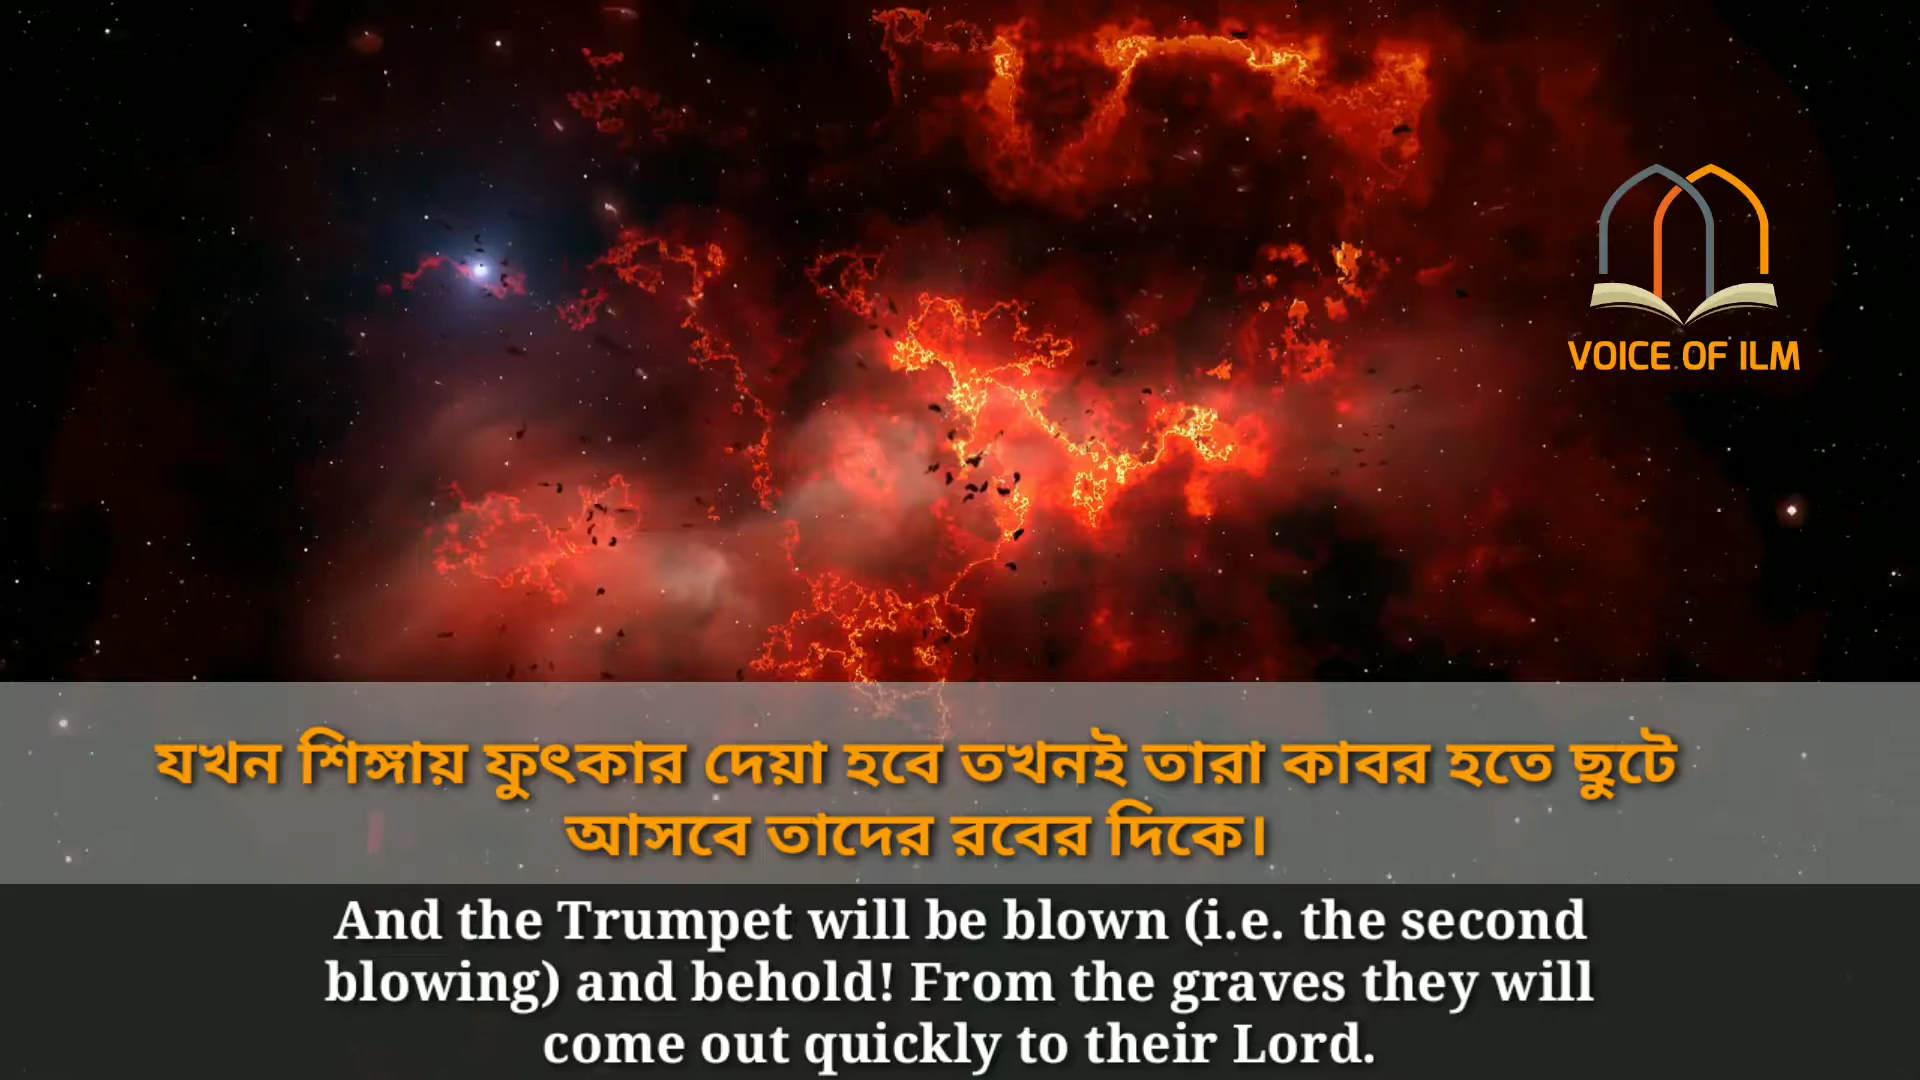 VOICE OF ILM
যখন শিঙ্গায় ফুৎকার দেয়া হবে তখনই তারা কাবর হতে ছুটে
আসবে তাদের রবের দিকে।
And the Trumpet will be blown (i.e. the second
blowing) and behold! From the graves they will
come out quickly to their Lord.